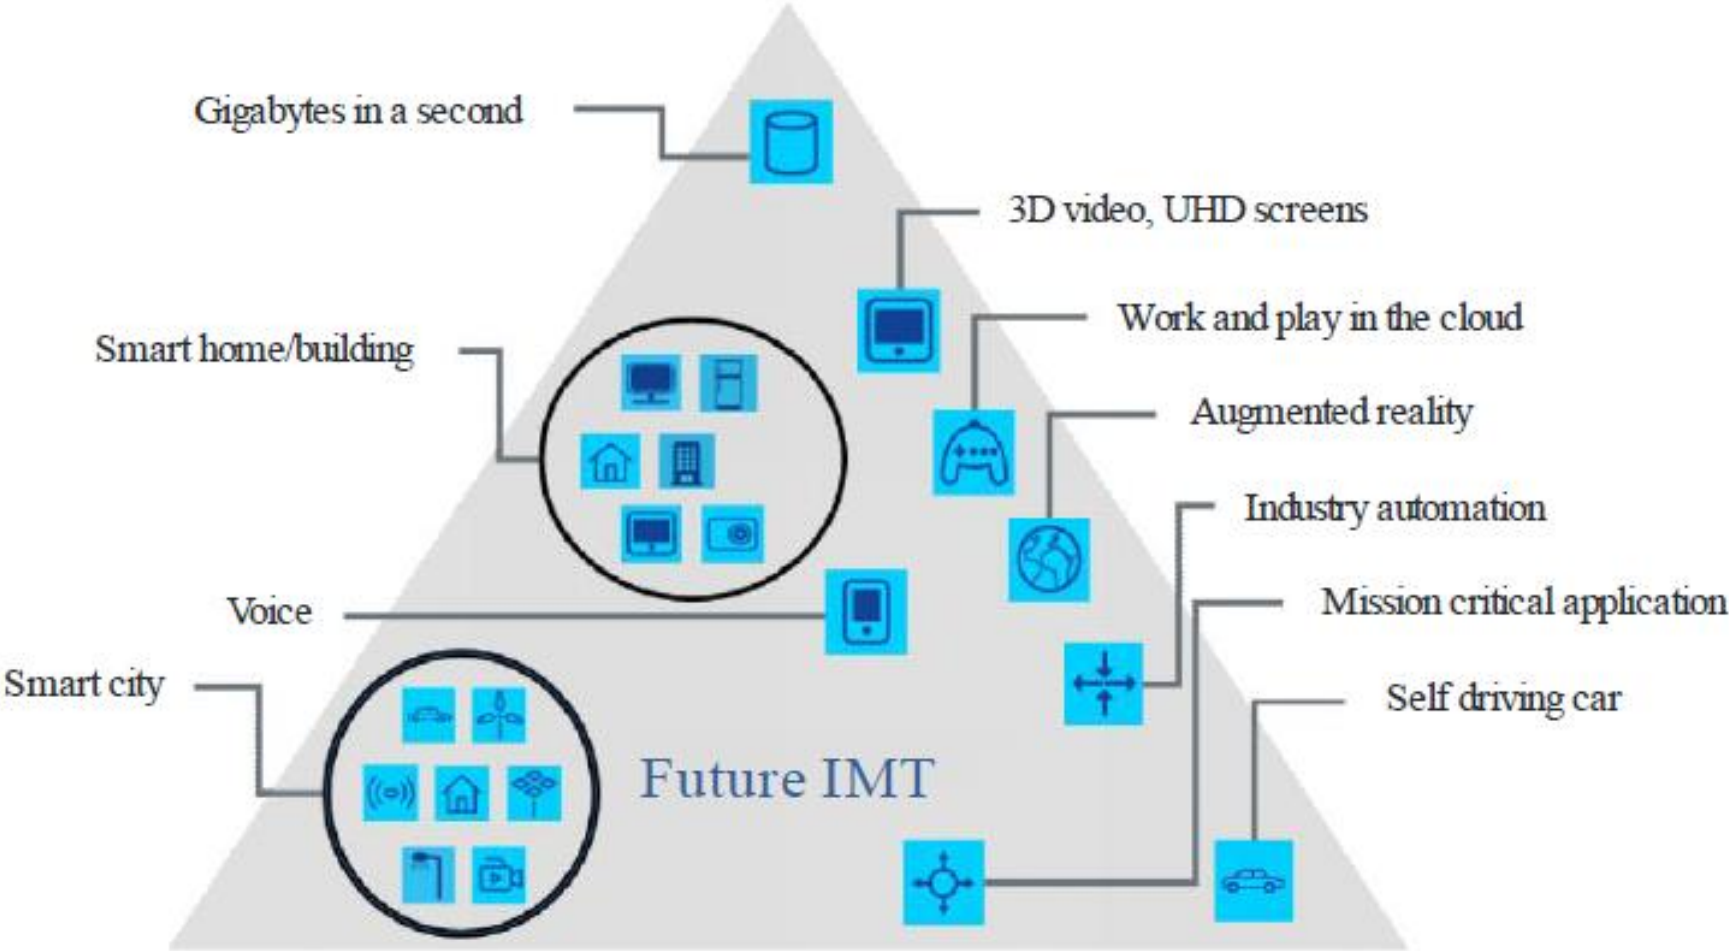 Gigabytes in a second
3D video, UHD screens
Work and play in the cloud
Smart home/building
Augmented reality
Industry automation
Mission critical application
Voice
Smart city
Self driving car
Future IMT